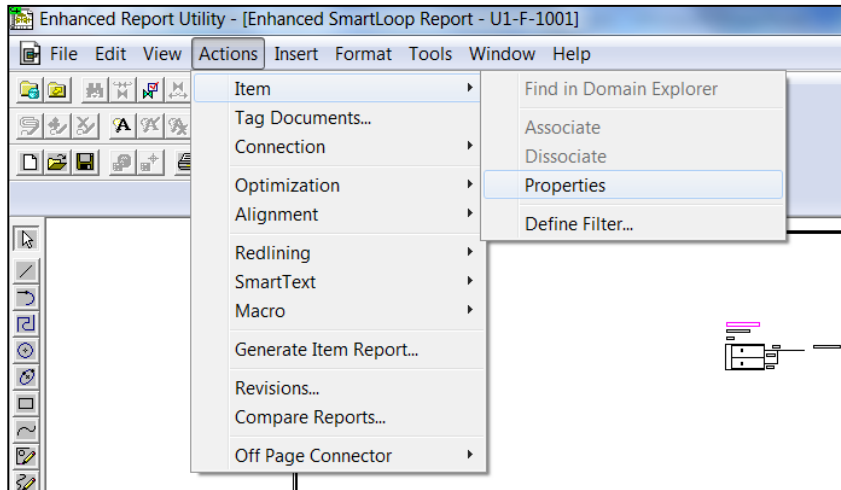 Enhanced Report Utility - [Enhanced SmartLoop Report - U1-F-1001]
File Edit View Actions Insert Format Tools Window Help
Item
Tag Documents...
Connection
Optimization
Alignment
Redlining
SmartText
Macro
Generate Item Report...
Revisions...
Compare Reports...
Off Page Connector
Find in Domain Explorer
Associate
Dissociate
Properties
Define Filter...